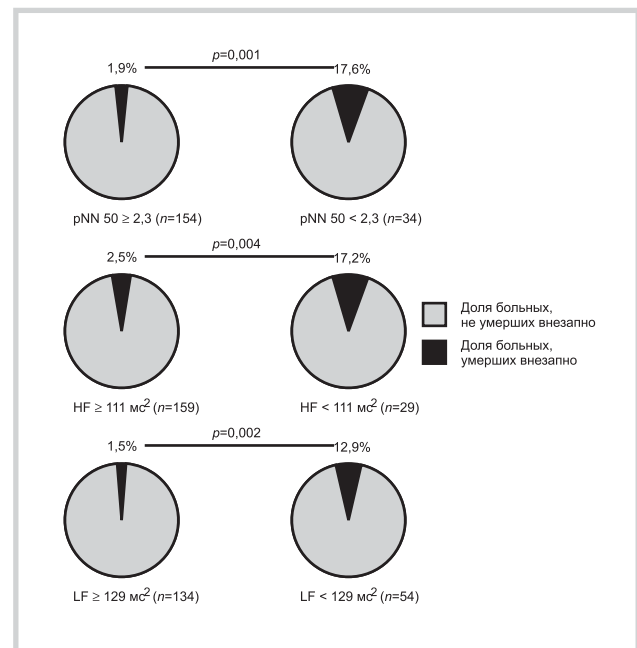 p=0,001
1,9% 17,6%
pNN 50 ≥ 2,3 (n=154) pNN 50 < 2,3 (n=34)
p=0,004
2,5% 17,2%
Доля больных,
не умерших внезапно
Доля больных,
умерших внезапно
HF ≥ 111 мс² (n=159) HF < 111 мс² (n=29)
p=0,002
1,5% 12,9%
LF ≥ 129 мс² (n=134) LF < 129 мс² (n=54)